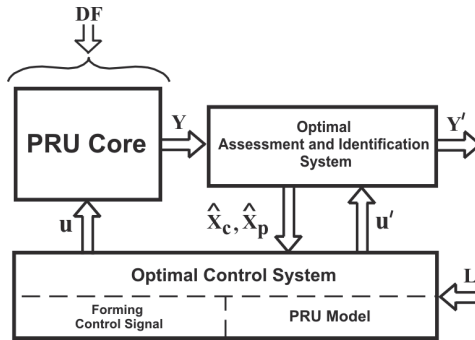 DF
PRU Core
Y
Optimal
Assessment and Identification
System
Y′
u
X̂c, X̂p
u′
Optimal Control System
L
Forming
Control Signal
PRU Model